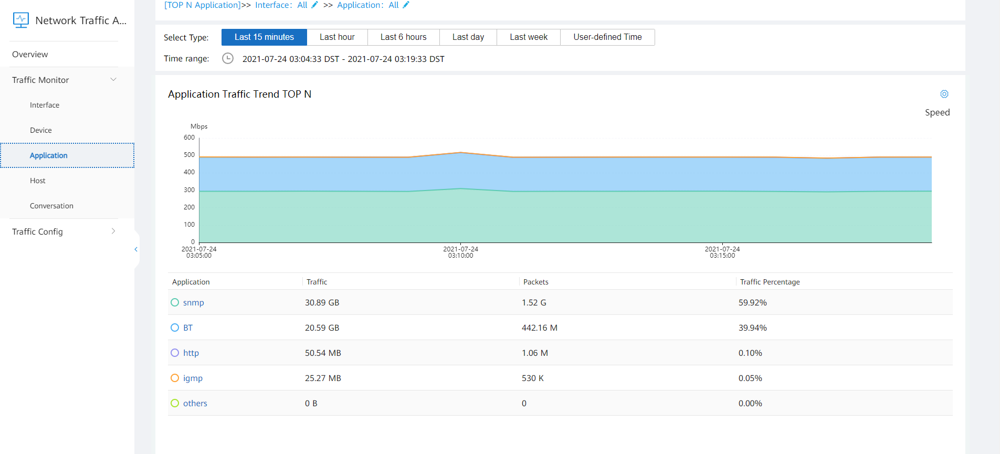 [TOP N Application]>> Interface: All >> Application: All
Network Traffic A...
Overview
Traffic Monitor
Interface
Device
Application
Host
Conversation
Traffic Config
Select Type: Last 15 minutes Last hour Last 6 hours Last day Last week User-defined Time
Time range: 2021-07-24 03:04:33 DST - 2021-07-24 03:19:33 DST
Application Traffic Trend TOP N
Speed
Mbps
600
500
400
300
200
100
0
2021-07-24 03:05:00
2021-07-24 03:10:00
2021-07-24 03:15:00
Application Traffic Packets Traffic Percentage
snmp 30.89 GB 1.52 G 59.92%
BT 20.59 GB 442.16 M 39.94%
http 50.54 MB 1.06 M 0.10%
igmp 25.27 MB 530 K 0.05%
others 0 B 0 0.00%